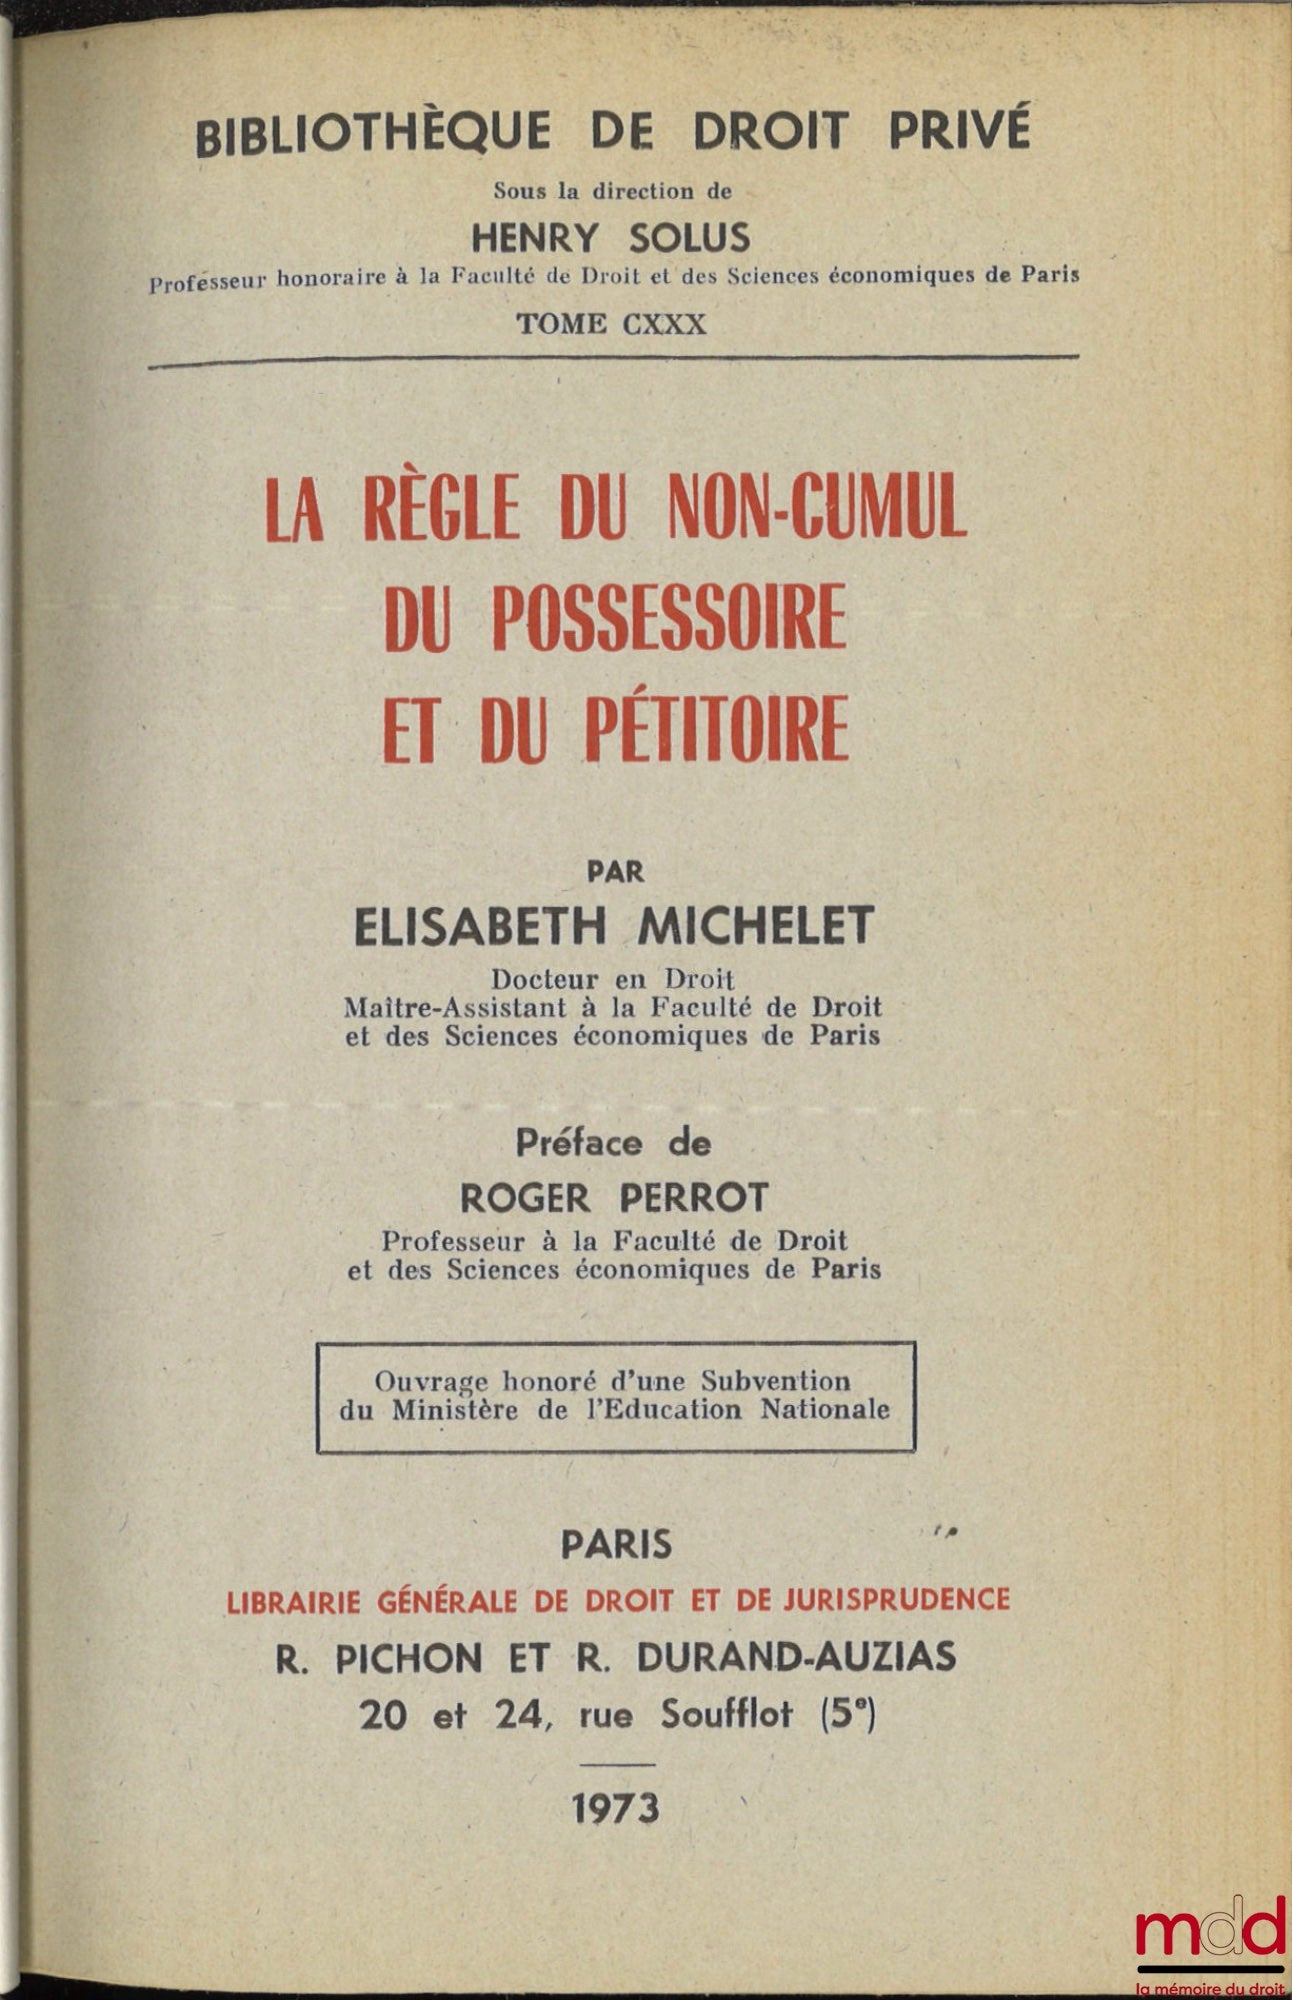 BIBLIOTHÈQUE DE DROIT PRIVÉ
Sous la direction de
HENRY SOLUS
Professeur honoraire à la Faculté de Droit et des Sciences économiques de Paris
TOME CXXX
LA RÈGLE DU NON-CUMUL
DU POSSESSOIRE
ET DU PÉTITOIRE
PAR
ELISABETH MICHELET
Docteur en Droit
Maître-Assistant à la Faculté de Droit
et des Sciences économiques de Paris
Préface de
ROGER PERROT
Professeur à la Faculté de Droit
et des Sciences économiques de Paris
Ouvrage honoré d'une Subvention
du Ministère de l'Education Nationale
PARIS
LIBRAIRIE GÉNÉRALE DE DROIT ET DE JURISPRUDENCE
R. PICHON ET R. DURAND-AUZIAS
20 et 24, rue Soufflot (5e)
1973
mdd
la mémoire du droit